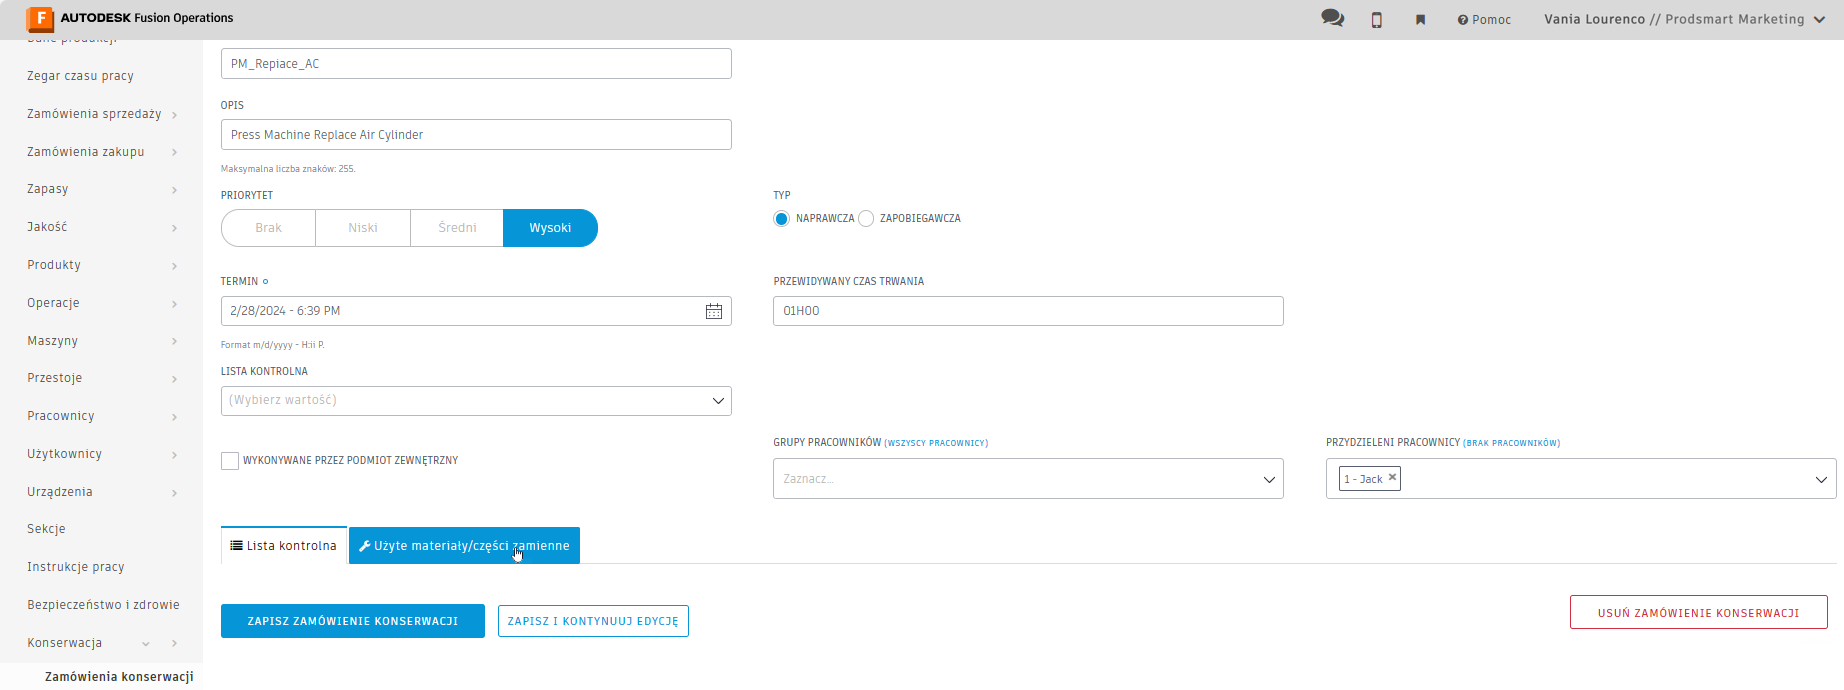 AUTODESK Fusion Operations
Pomoc
Vania Lourenco // Prodsmart Marketing
Dane produkcji
Zegar czasu pracy
Zamówienia sprzedaży
Zamówienia zakupu
Zapasy
Jakość
Produkty
Operacje
Maszyny
Przestoje
Pracownicy
Użytkownicy
Urządzenia
Sekcje
Instrukcje pracy
Bezpieczeństwo i zdrowie
Konserwacja
Zamówienia konserwacji
PM_Repiace_AC
OPIS
Press Machine Replace Air Cylinder
Maksymalna liczba znaków: 255.
PRIORYTET
Brak Niski Średni Wysoki
TYP
NAPRAWCZA ZAPOBIEGAWCZA
TERMIN
2/28/2024 - 6:39 PM
Format m/d/yyyy - H:ii P.
PRZEWIDYWANY CZAS TRWANIA
01H00
LISTA KONTROLNA
(Wybierz wartość)
WYKONYWANE PRZEZ PODMIOT ZEWNĘTRZNY
GRUPY PRACOWNIKÓW (WSZYSCY PRACOWNICY)
Zaznacz...
PRZYDZIELENI PRACOWNICY (BRAK PRACOWNIKÓW)
1 - Jack ×
Lista kontrolna
Użyte materiały/części zamienne
ZAPISZ ZAMÓWIENIE KONSERWACJI
ZAPISZ I KONTYNUUJ EDYCJĘ
USUŃ ZAMÓWIENIE KONSERWACJI